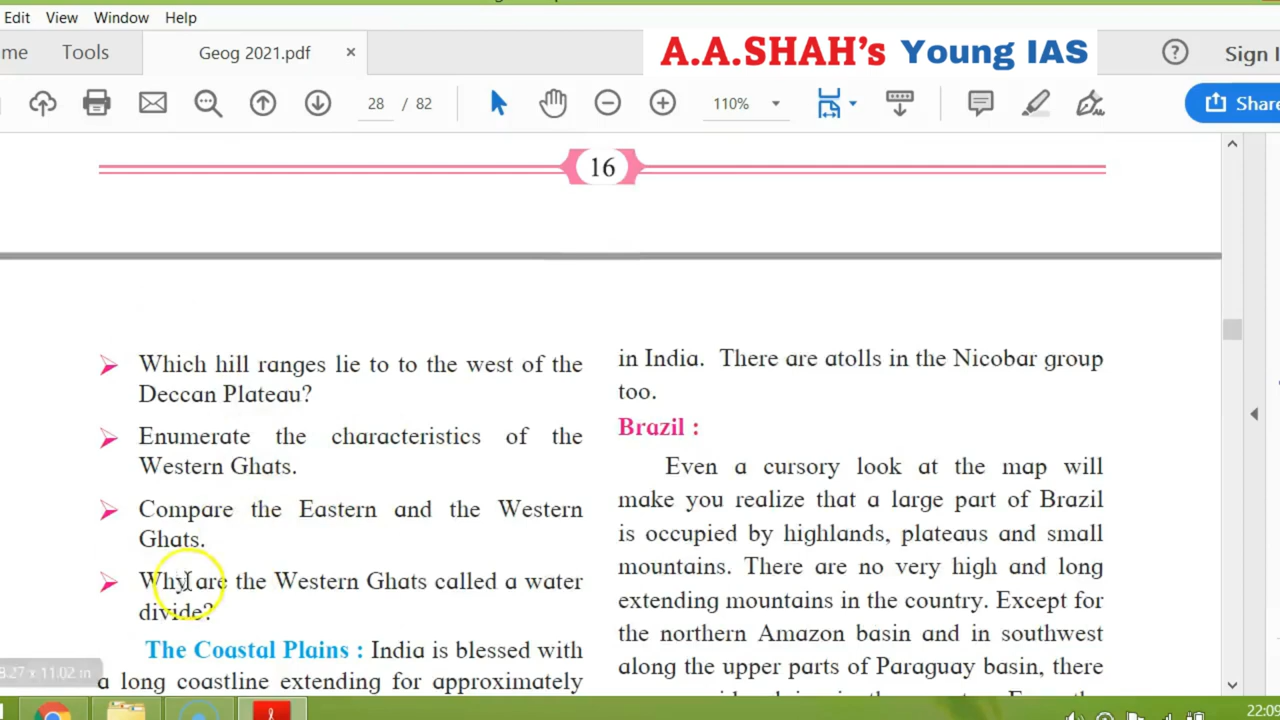 Edit View Window Help
me Tools Geog 2021.pdf ×
A.A.SHAH's Young IAS
? Sign I
28 / 82
110%
Share
16
Which hill ranges lie to to the west of the
Deccan Plateau?
Enumerate the characteristics of the
Western Ghats.
Compare the Eastern and the Western
Ghats.
Why are the Western Ghats called a water
divide?
The Coastal Plains : India is blessed with
a long coastline extending for approximately
in India. There are atolls in the Nicobar group
too.
Brazil :
Even a cursory look at the map will
make you realize that a large part of Brazil
is occupied by highlands, plateaus and small
mountains. There are no very high and long
extending mountains in the country. Except for
the northern Amazon basin and in southwest
along the upper parts of Paraguay basin, there
8.27 x 11.02 in
22:09